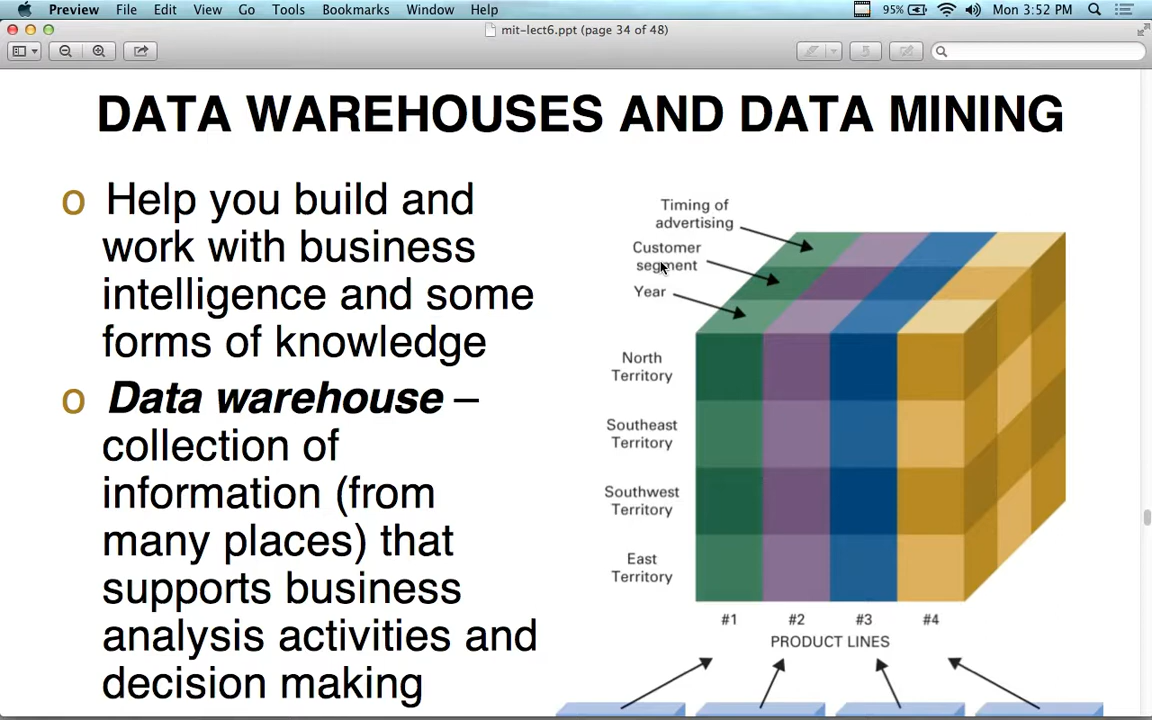 Preview File Edit View Go Tools Bookmarks Window Help 95% Mon 3:52 PM
mit-lect6.ppt (page 34 of 48)
DATA WAREHOUSES AND DATA MINING
o Help you build and
work with business
intelligence and some
forms of knowledge
o Data warehouse –
collection of
information (from
many places) that
supports business
analysis activities and
decision making
Timing of
advertising
Customer
segment
Year
North
Territory
Southeast
Territory
Southwest
Territory
East
Territory
#1 #2 #3 #4
PRODUCT LINES